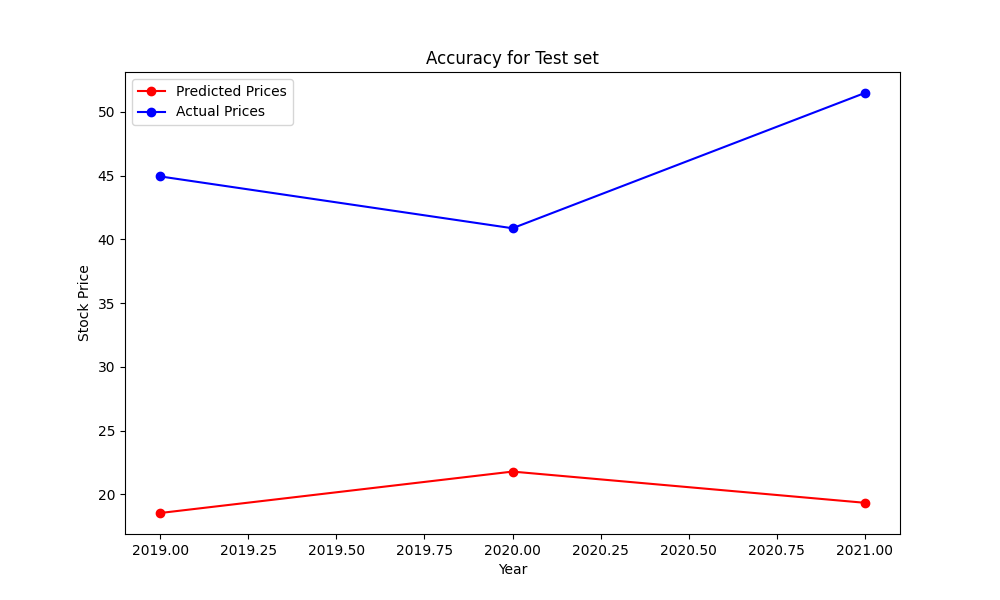 Accuracy for Test set
Predicted Prices
Actual Prices
50
45
40
35
30
25
20
Stock Price
2019.00 2019.25 2019.50 2019.75 2020.00 2020.25 2020.50 2020.75 2021.00
Year